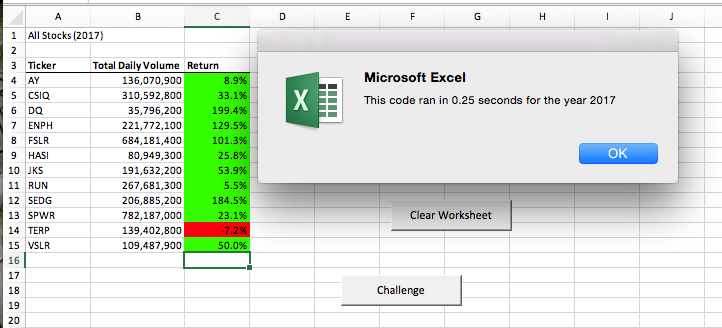 A B C D E F G H I J
1 All Stocks (2017)
2
3 Ticker Total Daily Volume Return
4 AY 136,070,900 8.9%
5 CSIQ 310,592,800 33.1%
6 DQ 35,796,200 199.4%
7 ENPH 221,772,100 129.5%
8 FSLR 684,181,400 101.3%
9 HASI 80,949,300 25.8%
10 JKS 191,632,200 53.9%
11 RUN 267,681,300 5.5%
12 SEDG 206,885,200 184.5%
13 SPWR 782,187,000 23.1%
14 TERP 139,402,800 -7.2%
15 VSLR 109,487,900 50.0%
16
17
18
19
20
X
Microsoft Excel
This code ran in 0.25 seconds for the year 2017
OK
Clear Worksheet
Challenge